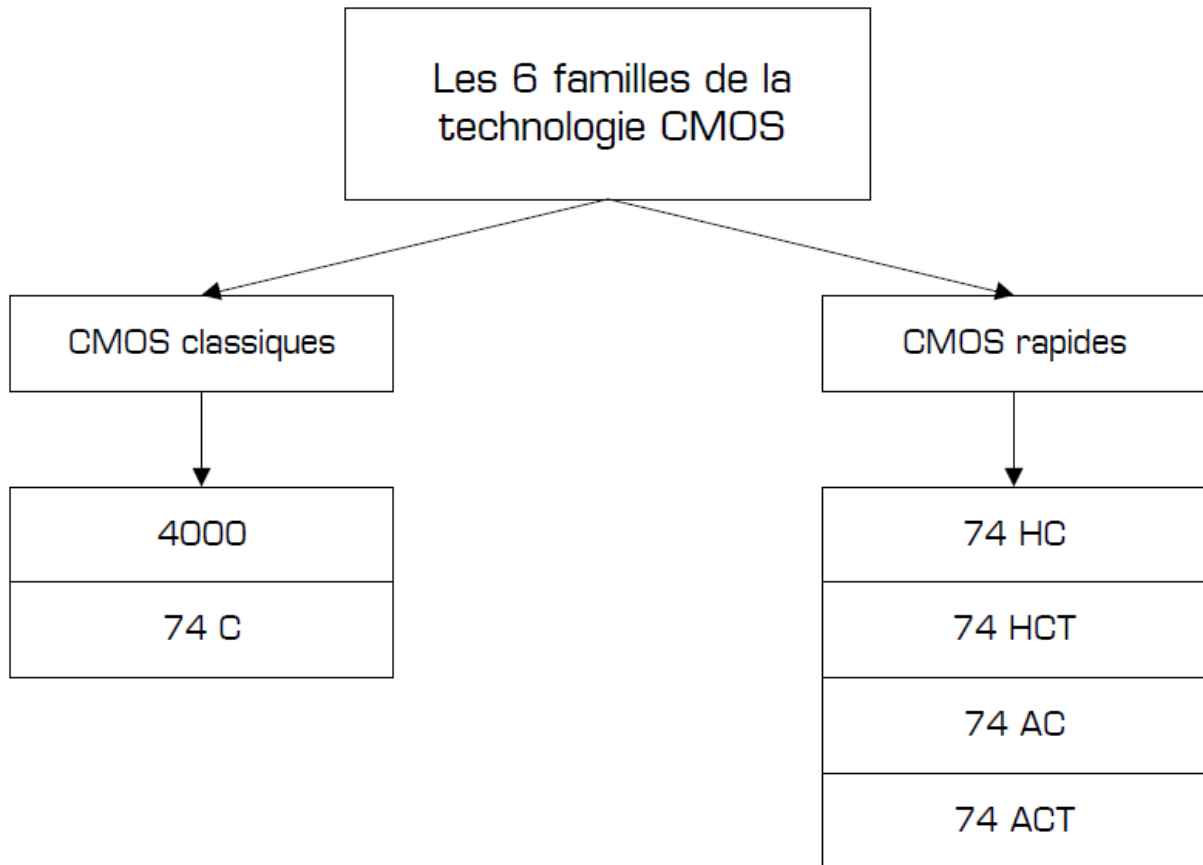 Les 6 familles de la
technologie CMOS
CMOS classiques
CMOS rapides
4000
74 C
74 HC
74 HCT
74 AC
74 ACT